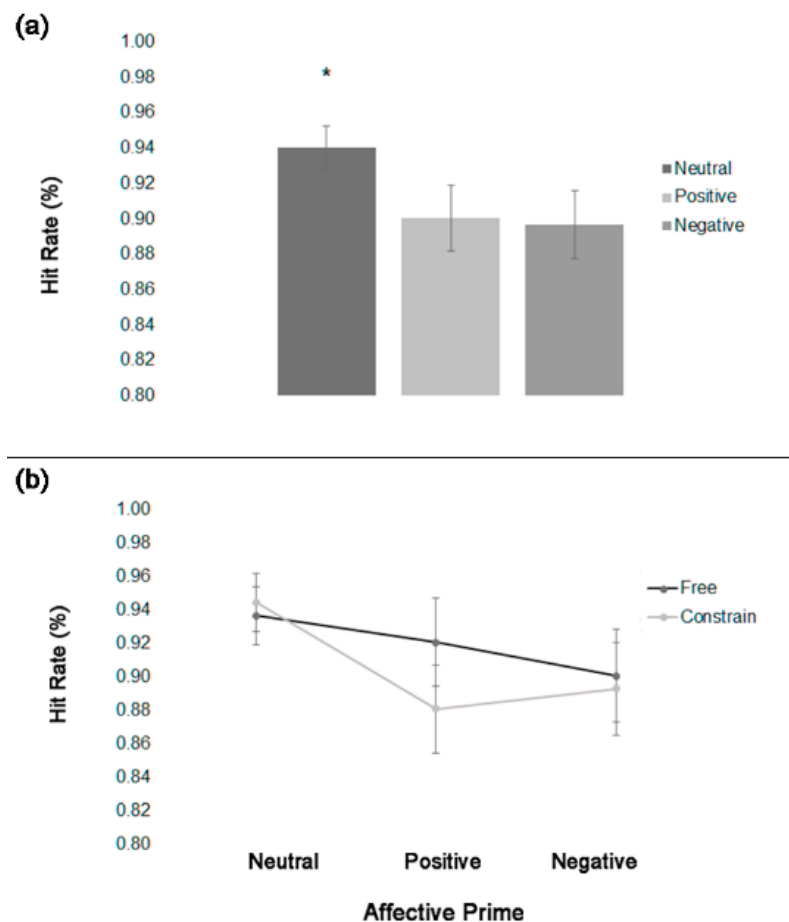 (a)
1.00
0.98
0.96
0.94
0.92
0.90
0.88
0.86
0.84
0.82
0.80
Hit Rate (%)
*
Neutral
Positive
Negative
(b)
1.00
0.98
0.96
0.94
0.92
0.90
0.88
0.86
0.84
0.82
0.80
Hit Rate (%)
Free
Constrain
Neutral Positive Negative
Affective Prime